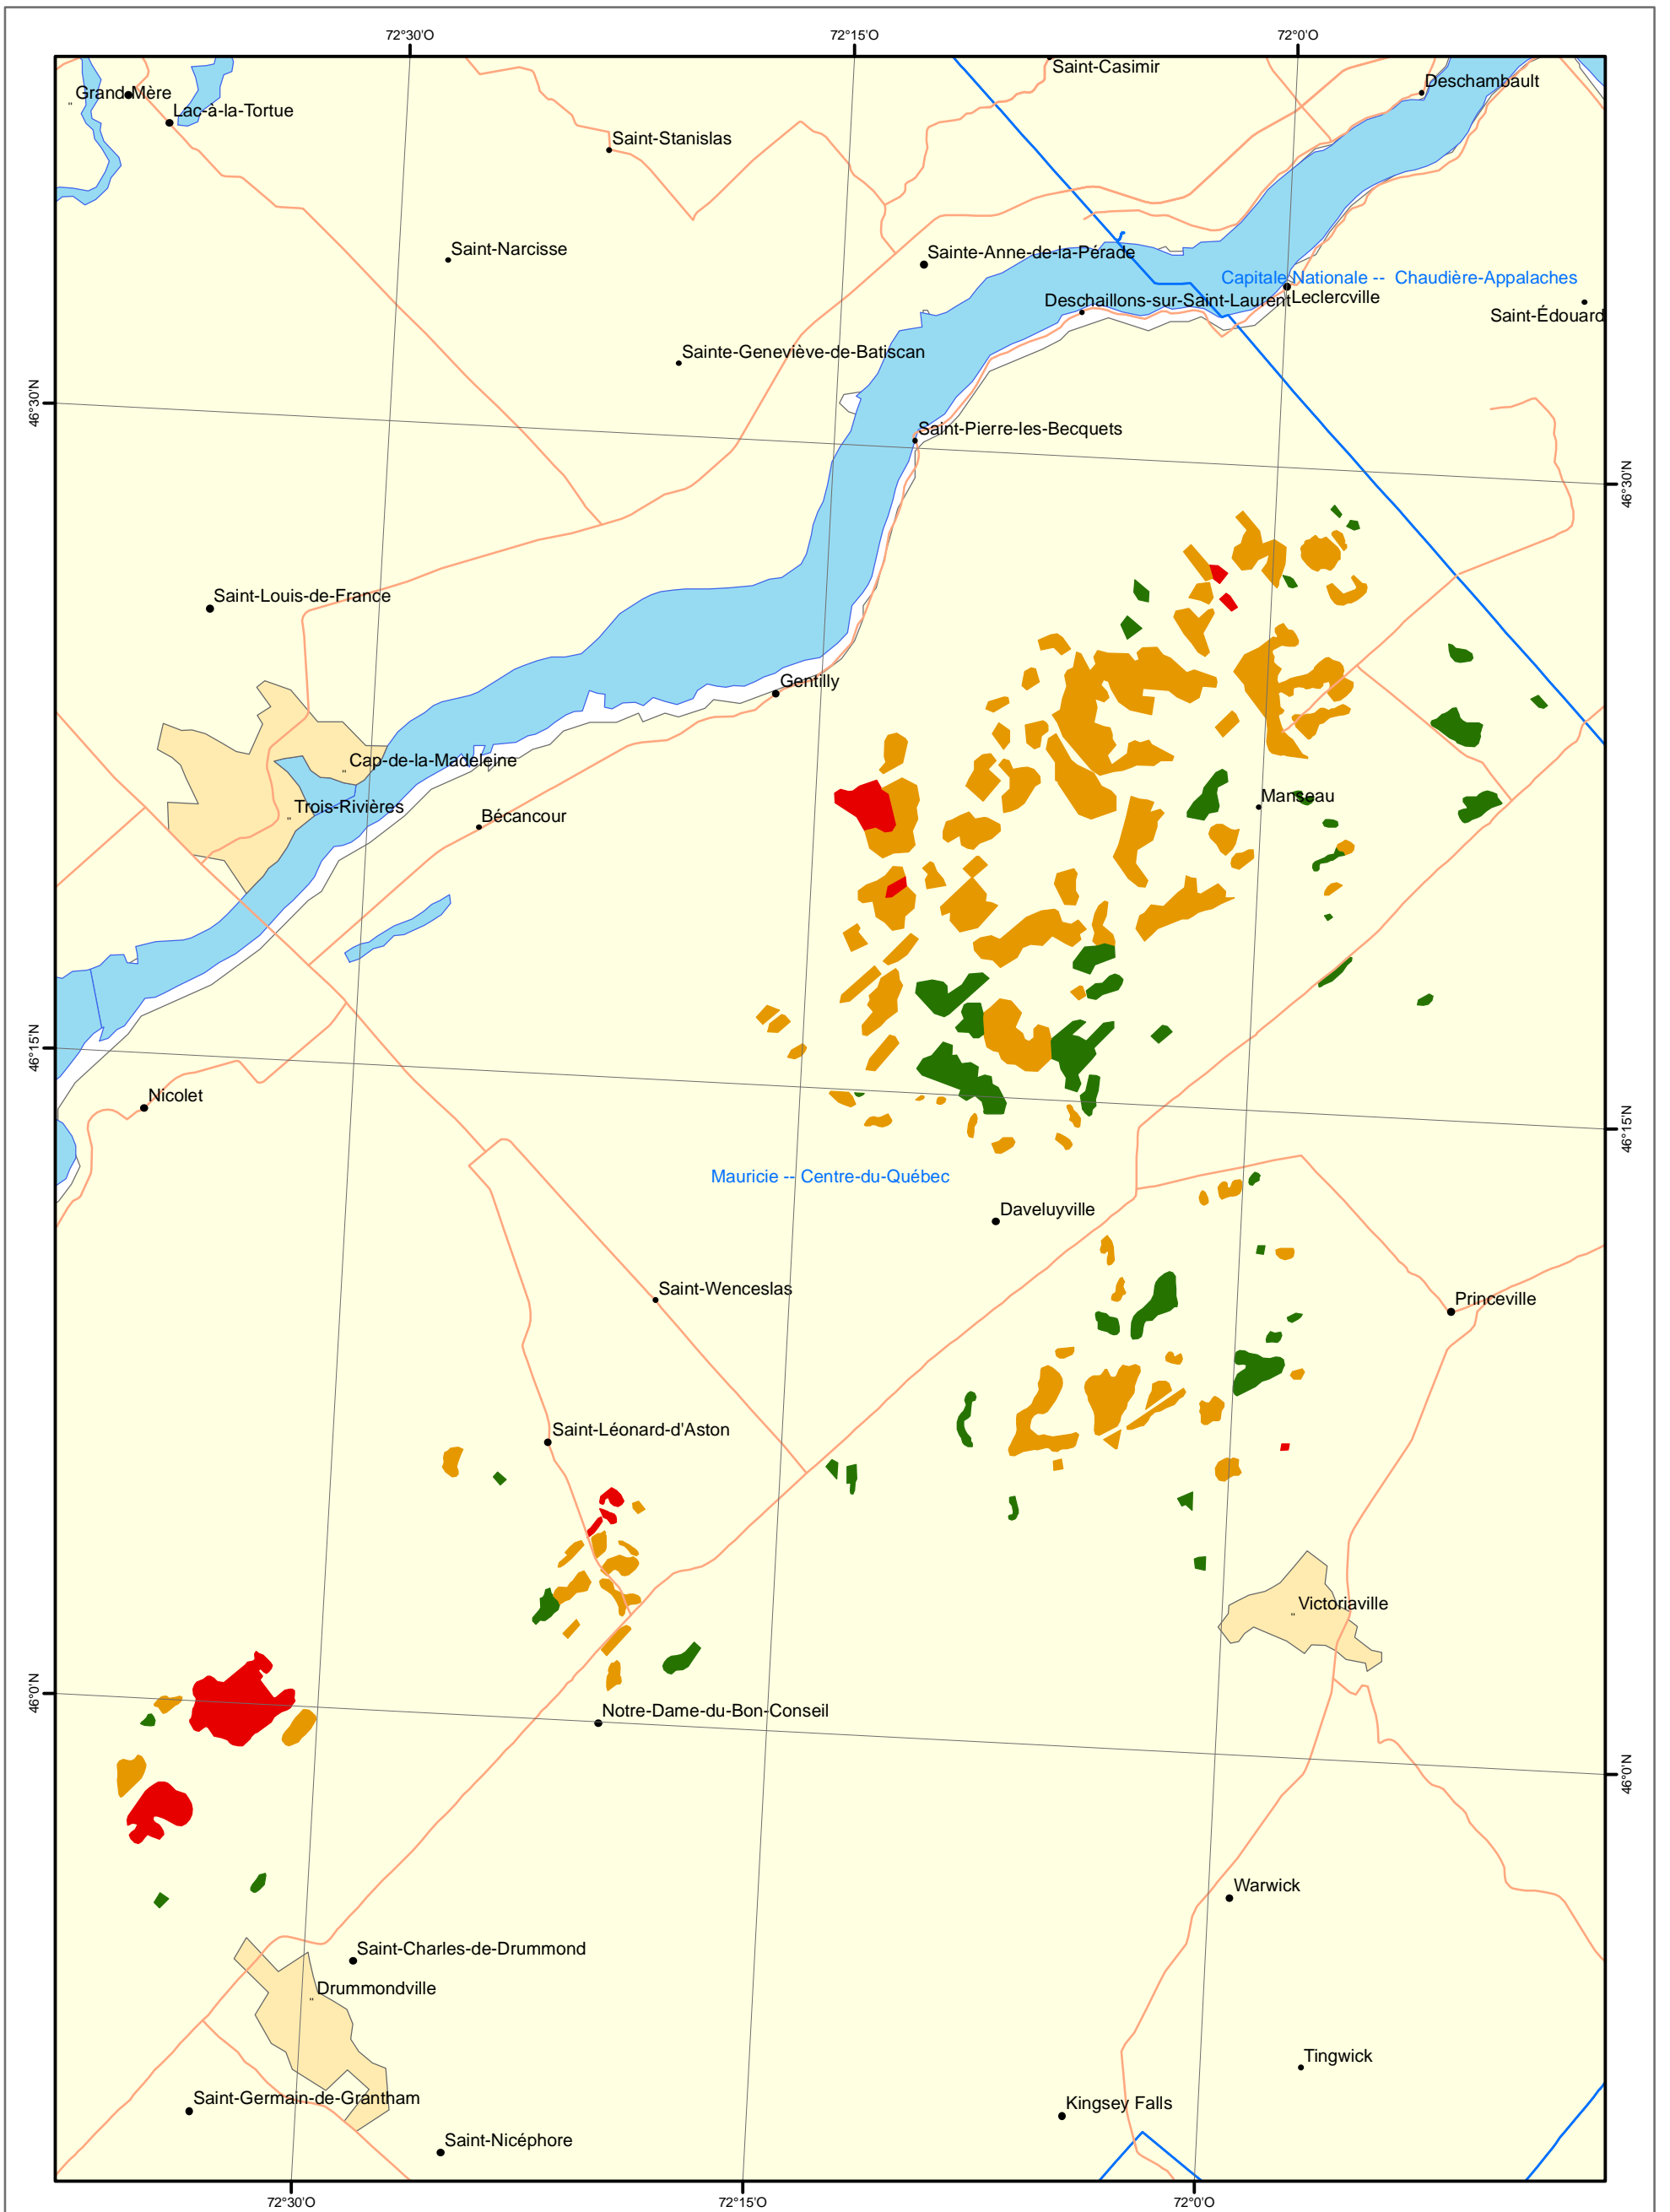 72°30'O
72°15'O
72°0'O
Saint-Casimir
Deschambault
Grand-Mère
Lac-à-la-Tortue
Saint-Stanislas
Saint-Narcisse
Sainte-Anne-de-la-Pérade
Capitale Nationale -- Chaudière-Appalaches
Deschaillons-sur-Saint-Laurent
Leclercville
Saint-Édouard
Sainte-Geneviève-de-Batiscan
46°30'N
Saint-Pierre-les-Becquets
46°30'N
Saint-Louis-de-France
Gentilly
Cap-de-la-Madeleine
Trois-Rivières
Bécancour
Manseau
46°15'N
Nicolet
46°15'N
Mauricie -- Centre-du-Québec
Daveluyville
Saint-Wenceslas
Princeville
Saint-Léonard-d'Aston
Victoriaville
46°0'N
Notre-Dame-du-Bon-Conseil
46°0'N
Warwick
Saint-Charles-de-Drummond
Drummondville
Tingwick
Saint-Germain-de-Grantham
Kingsey Falls
Saint-Nicéphore
72°30'O
72°15'O
72°0'O